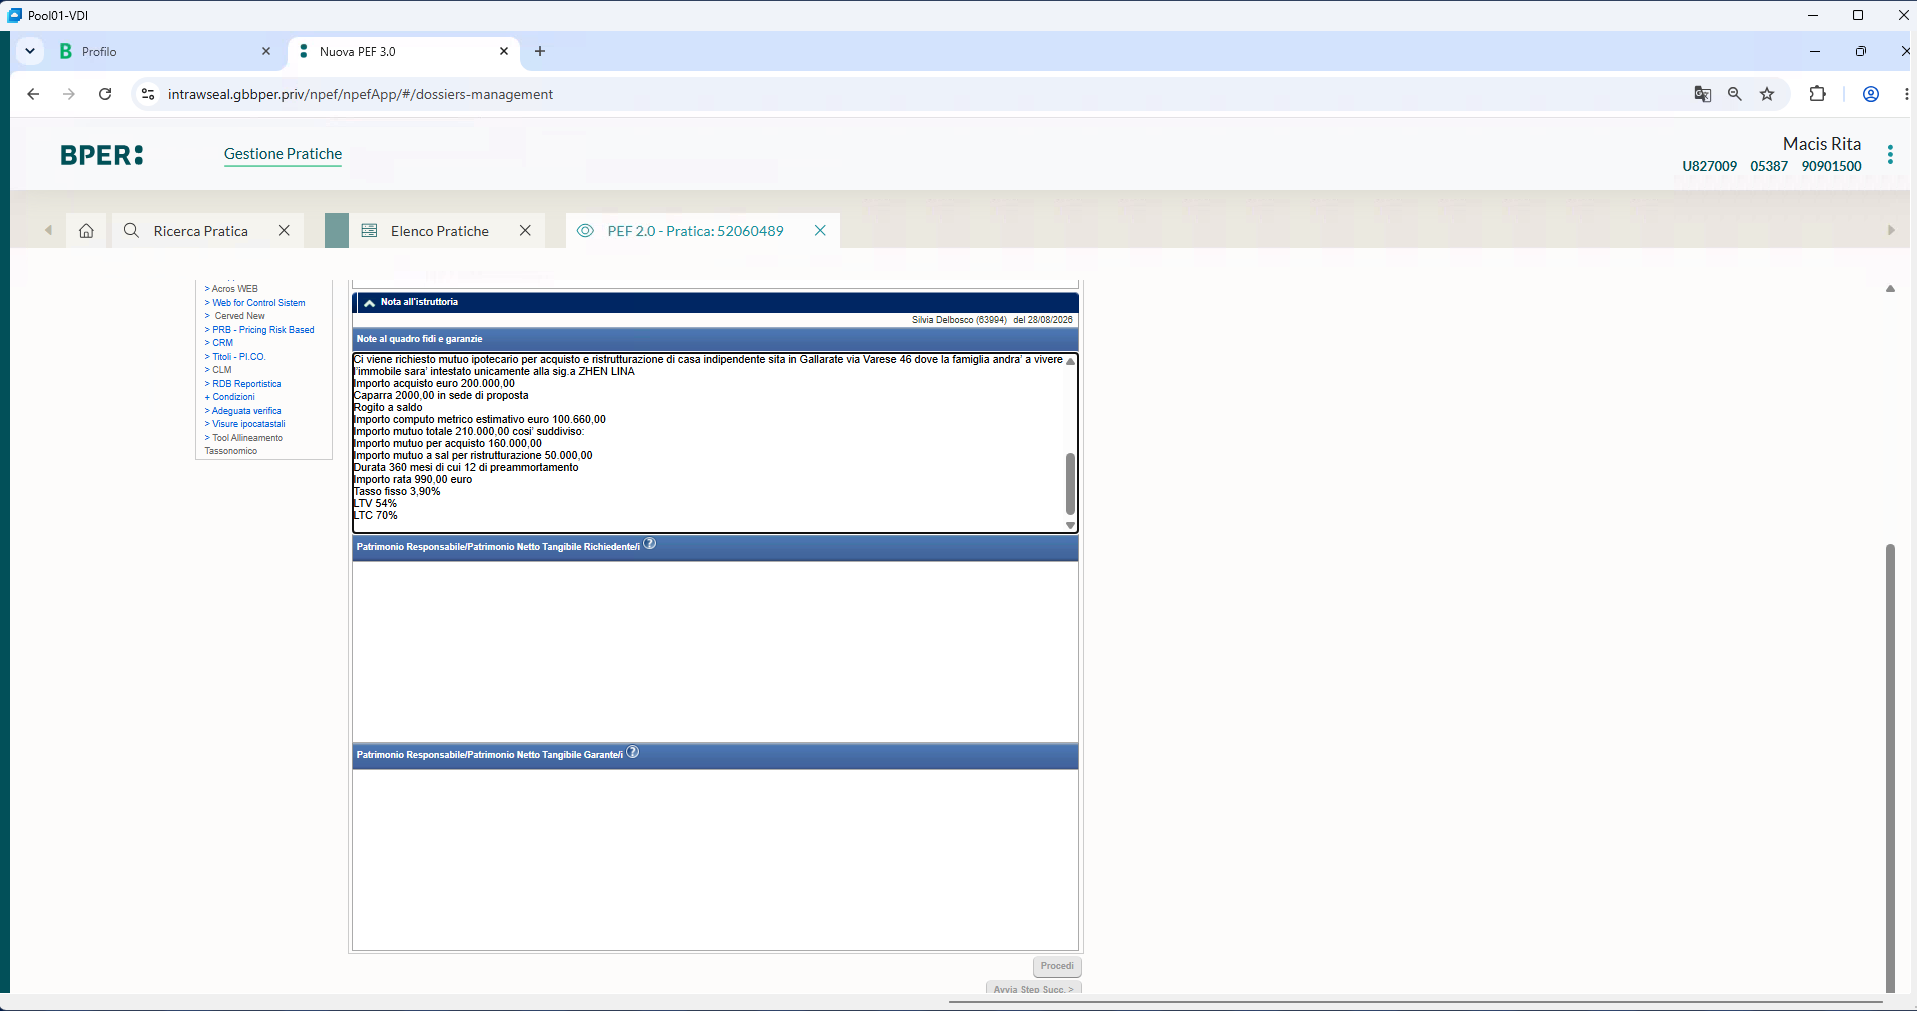 Pool01-VDI
Profilo
Nuova PEF 3.0
intrawseal.gbbper.priv/npef/npefApp/#/dossiers-management
BPER:
Gestione Pratiche
Macis Rita
U827009 05387 90901500
Ricerca Pratica
Elenco Pratiche
PEF 2.0 - Pratica: 52060489
> Acros WEB
> Web for Control Sistem
> Cerved New
> PRB - Pricing Risk Based
> CRM
> Titoli - PI.CO.
> CLM
> RDB Reportistica
+ Condizioni
> Adeguata verifica
> Visure ipocatastali
> Tool Allineamento
Tassonomico
Nota all'istruttoria
Silvia Delbosco (63994) del 28/08/2026
Note al quadro fidi e garanzie
Ci viene richiesto mutuo ipotecario per acquisto e ristrutturazione di casa indipendente sita in Gallarate via Varese 46 dove la famiglia andra' a vivere
l'immobile sara' intestato unicamente alla sig.a ZHEN LINA
Importo acquisto euro 200.000,00
Caparra 2000,00 in sede di proposta
Rogito a saldo
Importo computo metrico estimativo euro 100.660,00
Importo mutuo totale 210.000,00 cosi' suddiviso:
Importo mutuo per acquisto 160.000,00
Importo mutuo a sal per ristrutturazione 50.000,00
Durata 360 mesi di cui 12 di preammortamento
Importo rata 990,00 euro
Tasso fisso 3,90%
LTV 54%
LTC 70%
Patrimonio Responsabile/Patrimonio Netto Tangibile Richiedente/i ?
Patrimonio Responsabile/Patrimonio Netto Tangibile Garante/i ?
Procedi
Avvia Step Succ. >